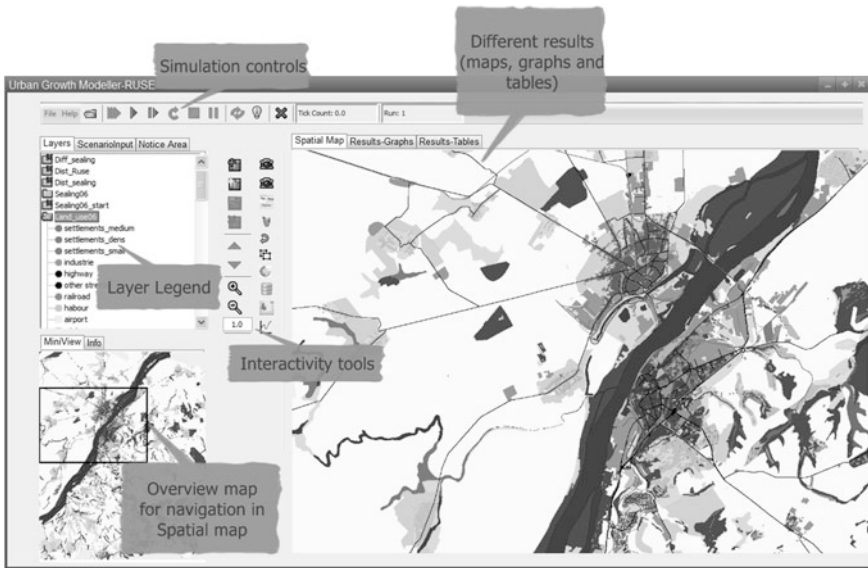 Simulation controls
Different results
(maps, graphs and
tables)
Urban Growth Modeller-RUSE
File Help
Tick Count: 0.0
Run: 1
Layers ScenarioInput Notice Area
Spatial Map Results-Graphs Results-Tables
Diff_sealing
Dist_Ruse
Dist_sealing
Sealing06
Sealing06_start
Land_use06
settlements_medium
settlements_dens
settlements_small
industrie
highway
other stre
railroad
habour
airport
Layer Legend
1.0
Interactivity tools
MiniView Info
Overview map
for navigation in
Spatial map